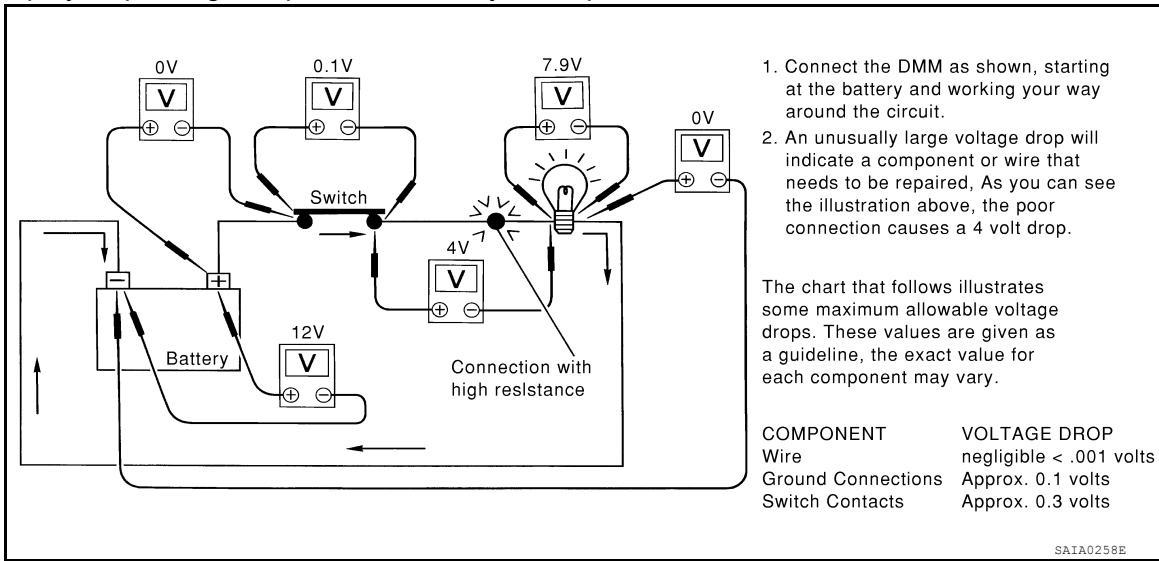 0V
0.1V
7.9V
V
V
V
0V
V
+ −
+ −
+ −
+ −
Switch
4V
V
+ −
− +
12V
Battery
V
+ −
Connection with
high resIstance
1. Connect the DMM as shown, starting
at the battery and working your way
around the circuit.
2. An unusually large voltage drop will
indicate a component or wire that
needs to be repaired, As you can see
the illustration above, the poor
connection causes a 4 volt drop.
The chart that follows illustrates
some maximum allowable voltage
drops. These values are given as
a guideline, the exact value for
each component may vary.
COMPONENT VOLTAGE DROP
Wire negligible < .001 volts
Ground Connections Approx. 0.1 volts
Switch Contacts Approx. 0.3 volts
SAIA0258E